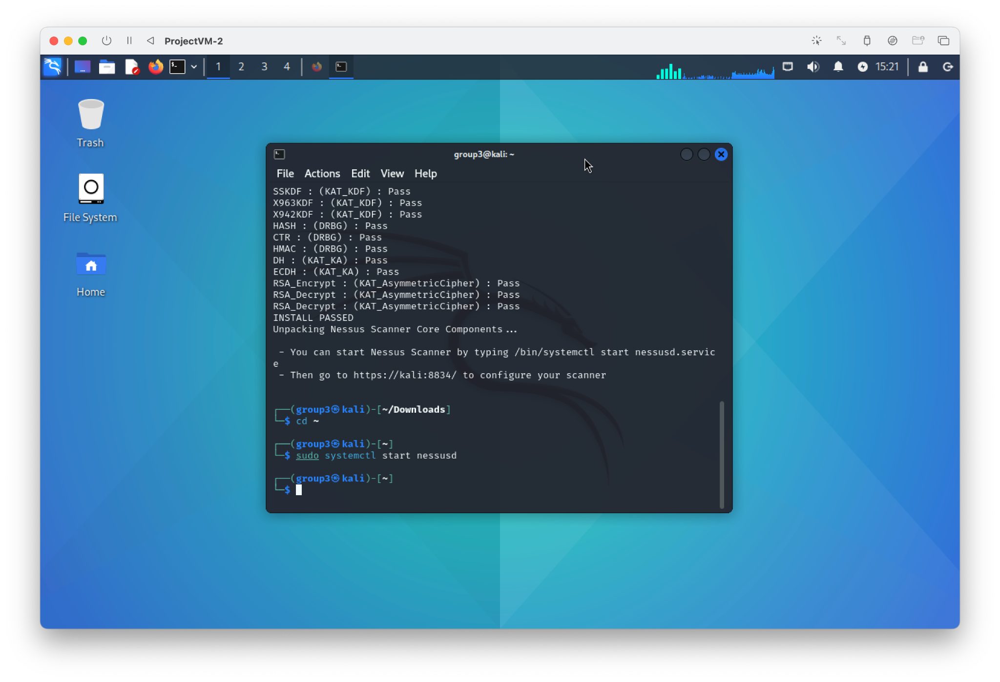 ProjectVM-2
1 2 3 4
15:21
Trash
File System
Home
group3@kali: ~
File Actions Edit View Help
SSKDF : (KAT_KDF) : Pass
X963KDF : (KAT_KDF) : Pass
X942KDF : (KAT_KDF) : Pass
HASH : (DRBG) : Pass
CTR : (DRBG) : Pass
HMAC : (DRBG) : Pass
DH : (KAT_KA) : Pass
ECDH : (KAT_KA) : Pass
RSA_Encrypt : (KAT_AsymmetricCipher) : Pass
RSA_Decrypt : (KAT_AsymmetricCipher) : Pass
RSA_Decrypt : (KAT_AsymmetricCipher) : Pass
INSTALL PASSED
Unpacking Nessus Scanner Core Components...
- You can start Nessus Scanner by typing /bin/systemctl start nessusd.servic
e
- Then go to https://kali:8834/ to configure your scanner
┌──(group3㉿kali)-[~/Downloads]
└─$ cd ~
┌──(group3㉿kali)-[~]
└─$ sudo systemctl start nessusd
┌──(group3㉿kali)-[~]
└─$